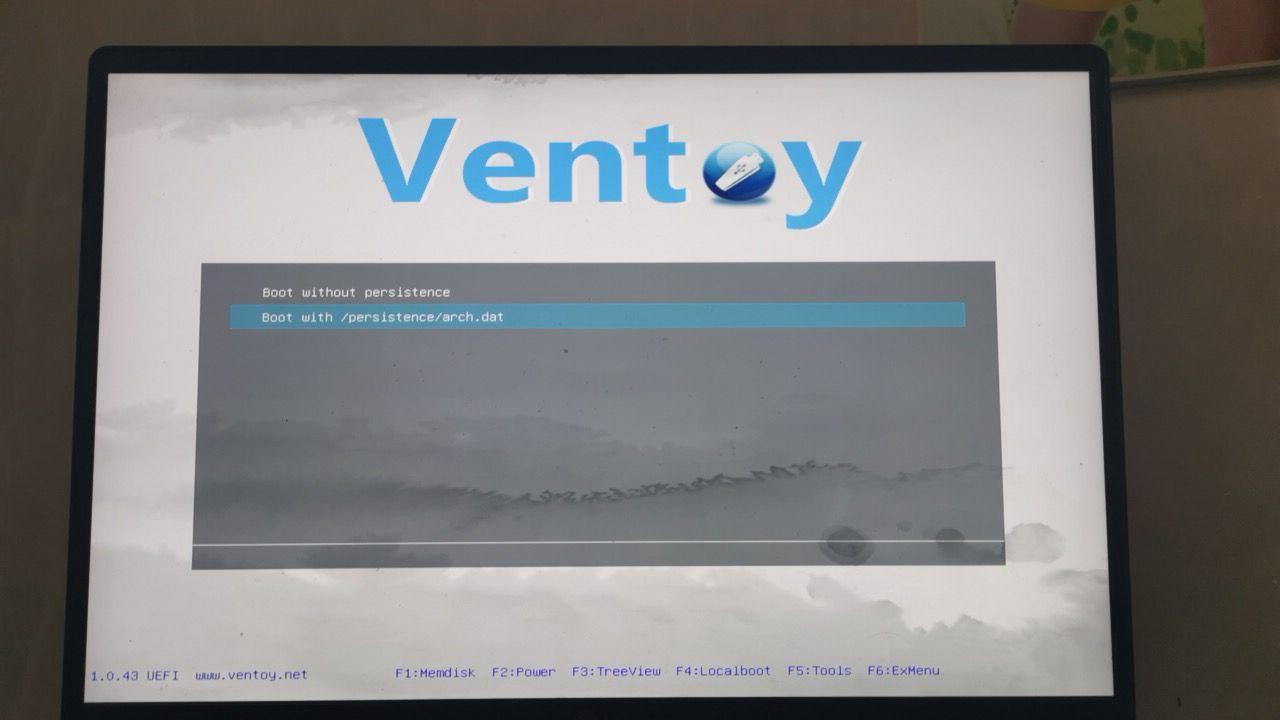 Ventoy
Boot without persistence
Boot with /persistence/arch.dat
1.0.43 UEFI www.ventoy.net F1:Memdisk F2:Power F3:TreeView F4:Localboot F5:Tools F6:ExMenu